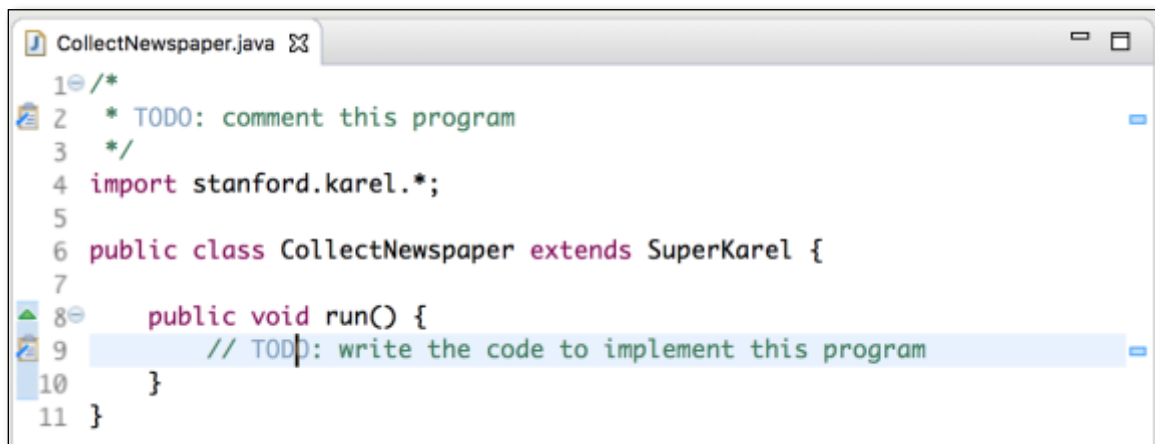 CollectNewspaper.java
1 /*
2 * TODO: comment this program
3 */
4 import stanford.karel.*;
5
6 public class CollectNewspaper extends SuperKarel {
7
8 public void run() {
9 // TODO: write the code to implement this program
10 }
11 }